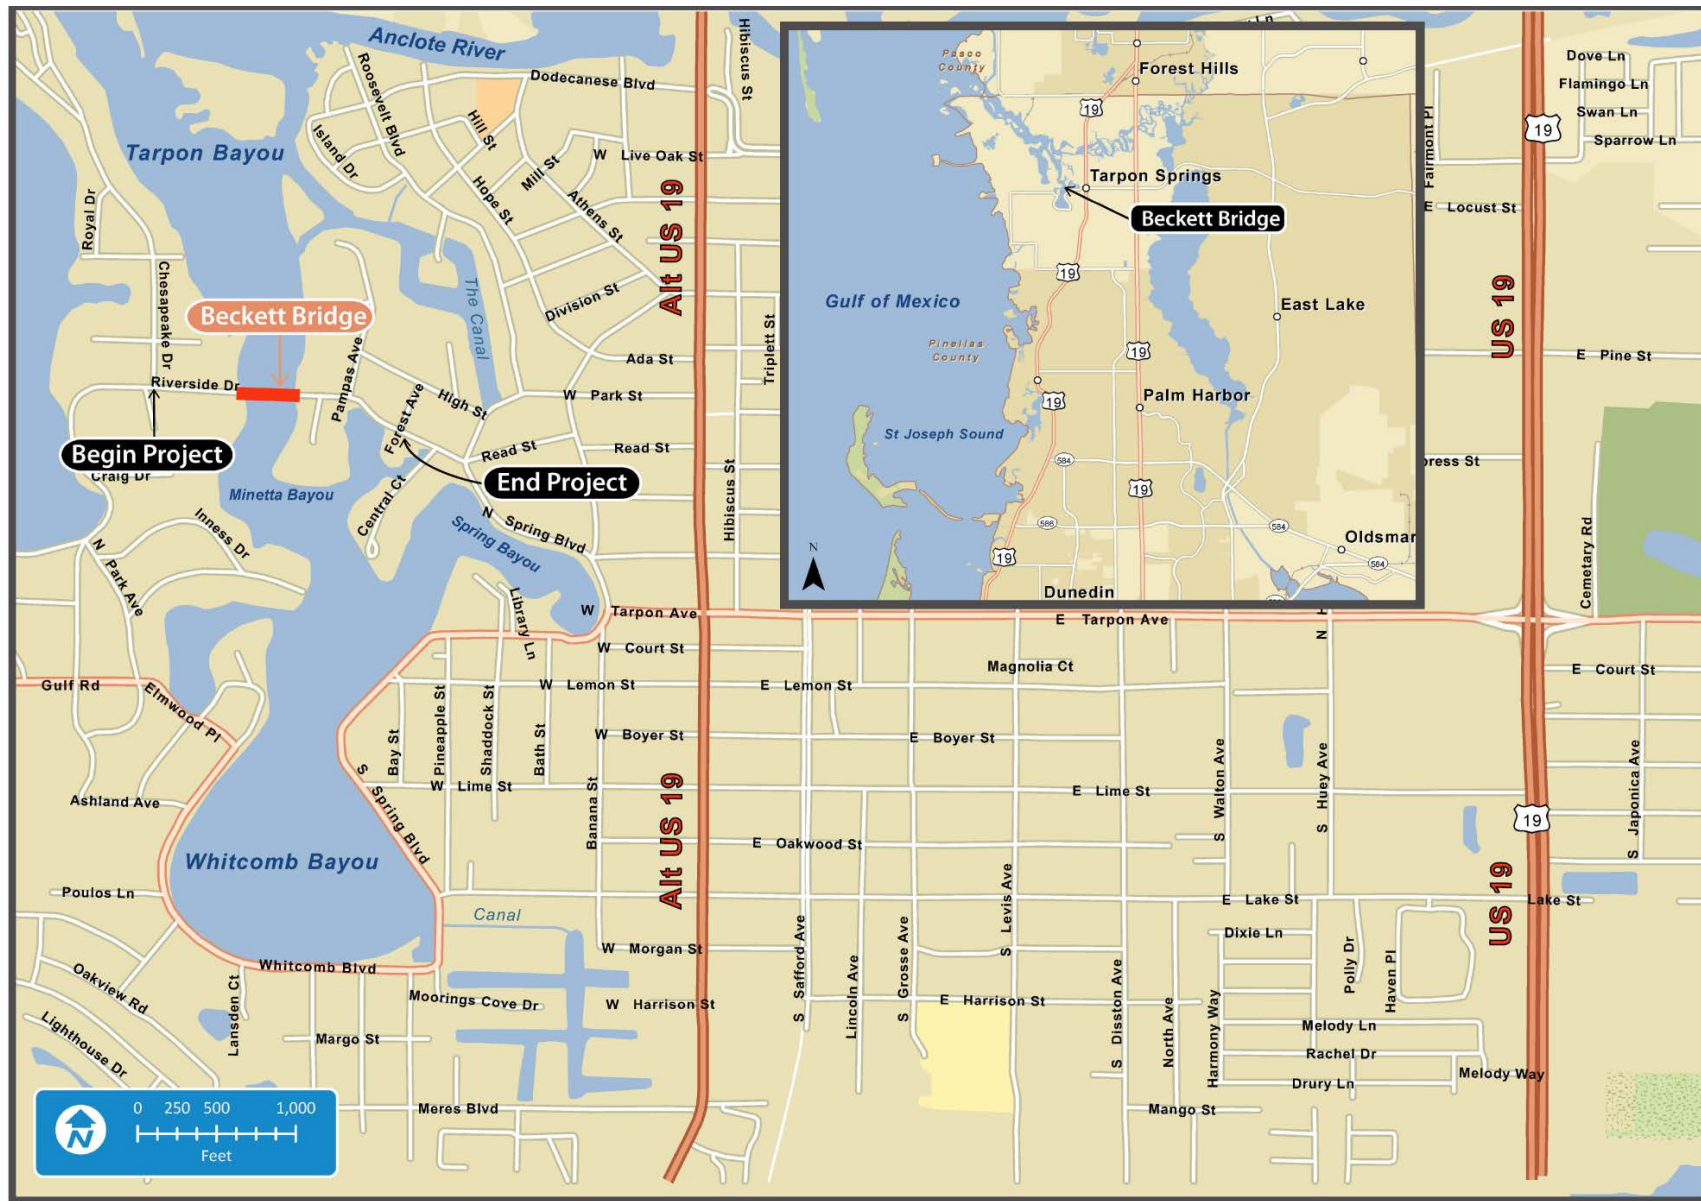 Anclote River
Tarpon Bayou
Roosevelt Blvd
Dodecanese Blvd
Hibiscus St
Island Dr
Hill St
Mill St
W Live Oak St
Hope St
Athens St
Alt US 19
Royal Dr
Chesapeake Dr
The Canal
Division St
Beckett Bridge
Pampas Ave
Ada St
Triplett St
Riverside Dr
High St
Forest Ave
W Park St
Begin Project
Read St
Read St
Craig Dr
End Project
Minetta Bayou
Central Ct
N Spring Blvd
Spring Bayou
Hibiscus St
Inness Dr
N Park Ave
Library Ln
W Tarpon Ave
E Tarpon Ave
W Court St
Magnolia Ct
E Court St
Gulf Rd
Elmwood Pl
W Lemon St
E Lemon St
Bay St
Pineapple St
Shaddock St
Bath St
W Boyer St
E Boyer St
S Spring Blvd
W Lime St
E Lime St
Banana St
Alt US 19
Ashland Ave
S Walton Ave
S Huey Ave
S Japonica Ave
E Oakwood St
Whitcomb Bayou
Poulos Ln
Canal
S Levis Ave
E Lake St
Lake St
Dixie Ln
W Morgan St
S Safford Ave
Lincoln Ave
S Grosse Ave
Polly Dr
Haven Pl
Whitcomb Blvd
Oakview Rd
Lansden Ct
Moorings Cove Dr
W Harrison St
E Harrison St
S Disston Ave
North Ave
Harmony Way
Melody Ln
Lighthouse Dr
Margo St
Rachel Dr
Melody Way
Drury Ln
Meres Blvd
Mango St
N
0 250 500 1,000
Feet
Pasco
County
Forest Hills
19
Tarpon Springs
Beckett Bridge
19
Gulf of Mexico
East Lake
Pinellas
County
19
19
Palm Harbor
St Joseph Sound
584
19
586
584
Oldsmar
584
19
N
Dunedin
Dove Ln
Flamingo Ln
Swan Ln
Sparrow Ln
19
Fairmont Pl
E Locust St
US 19
E Pine St
Cemetary Rd
19
US 19